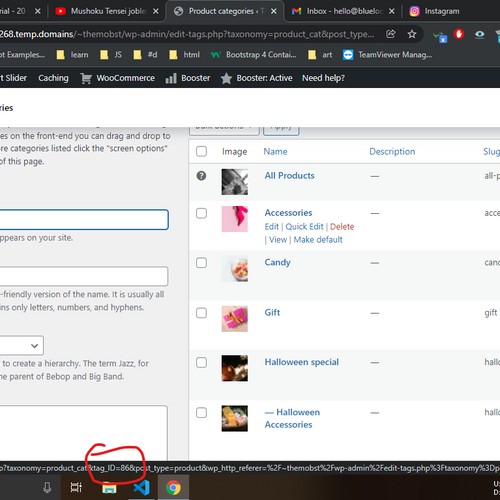 rial - 20
Mushoku Tensei joble
Product categories ‹ T
Inbox - hello@blueloo
Instagram
268.temp.domains/~themobst/wp-admin/edit-tags.php?taxonomy=product_cat&post_type...
ot Examples...
JS
#d
html
Bootstrap 4 Contai...
art
TeamViewer Manag...
t Slider
Caching
WooCommerce
Booster
Booster: Active
Need help?
ries
es on the front-end you can drag and drop to
re categories listed click the "screen options"
of this page.
appears on your site.
-friendly version of the name. It is usually all
ins only letters, numbers, and hyphens.
to create a hierarchy. The term Jazz, for
he parent of Bebop and Big Band.
Bulk actions
Apply
Image
Name
Description
Slug
All Products
—
all-p
Accessories
—
acce
Edit | Quick Edit | Delete
| View | Make default
Candy
—
canc
Gift
—
gift
Halloween special
—
hallo
— Halloween
Accessories
—
hallo
p?taxonomy=product_cat&tag_ID=86&post_type=product&wp_http_referer=%2F~themobst%2Fwp-admin%2Fedit-tags.php%3Ftaxonomy%3Dp